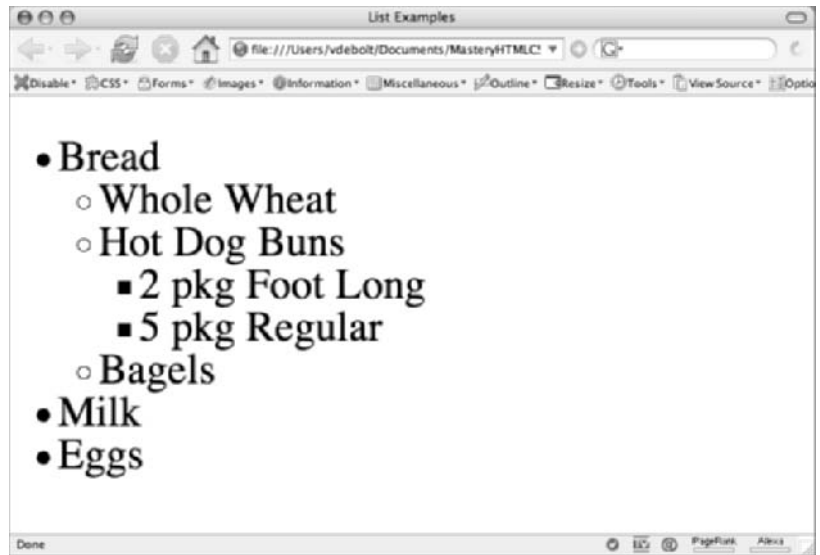 List Examples
file:///Users/vdebolt/Documents/MasteryHTMLC
Disable CSS Forms Images Information Miscellaneous Outline Resize Tools View Source Optio
Bread
Whole Wheat
Hot Dog Buns
2 pkg Foot Long
5 pkg Regular
Bagels
Milk
Eggs
Done PageRank Alexa